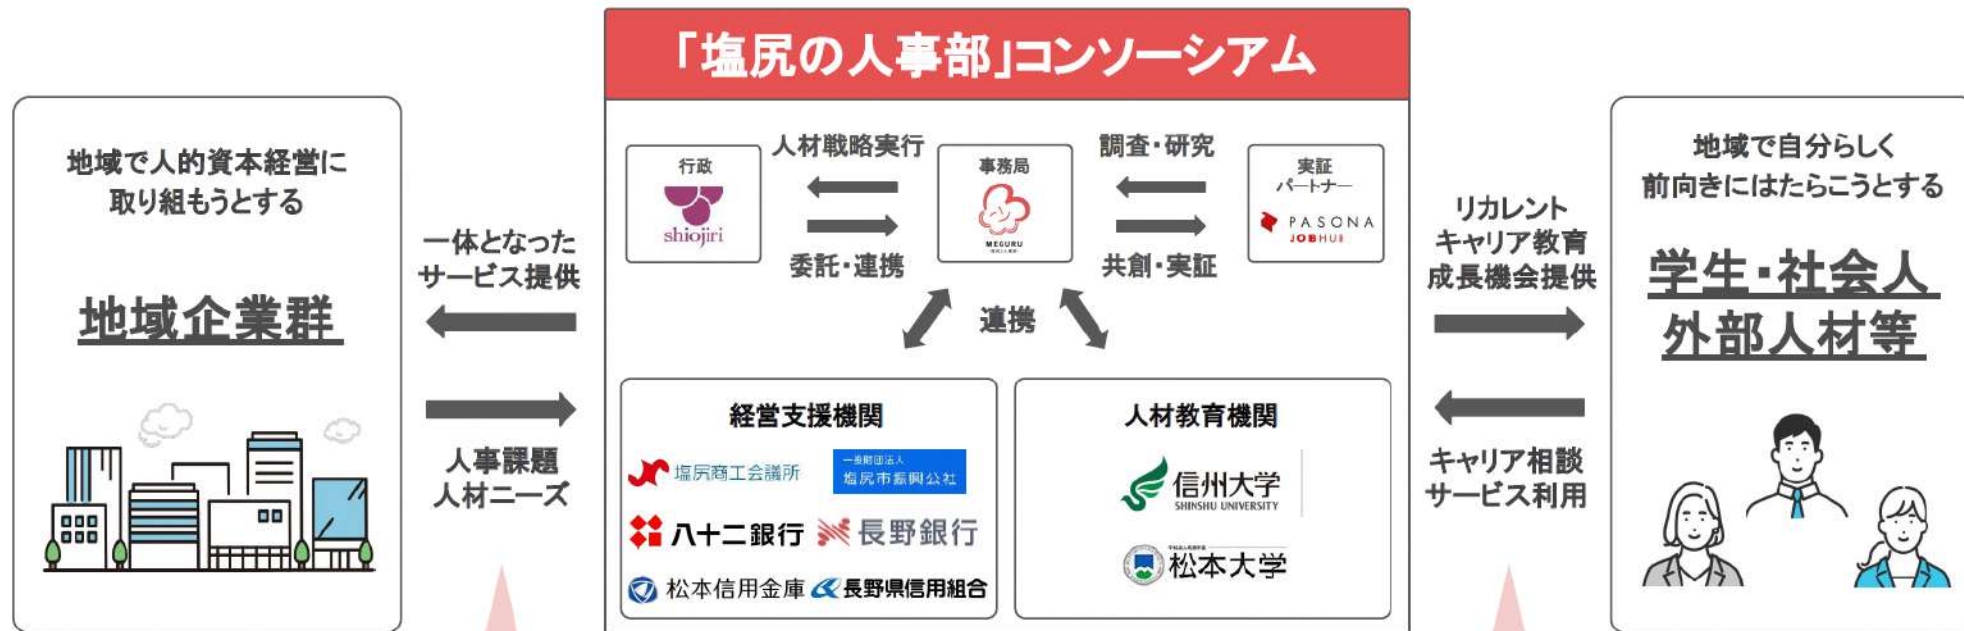 「塩尻の人事部」コンソーシアム
地域で人的資本経営に
取り組もうとする
地域企業群
一体となった
サービス提供
人事課題
人材ニーズ
行政
shiojiri
人材戦略実行
委託・連携
事務局
MEGURU
調査・研究
共創・実証
実証
パートナー
PASONA
JOB HUB
連携
経営支援機関
塩尻商工会議所
一般財団法人
塩尻市振興公社
八十二銀行
長野銀行
松本信用金庫
長野県信用組合
人材教育機関
信州大学
SHINSHU UNIVERSITY
松本大学
リカレント
キャリア教育
成長機会提供
キャリア相談
サービス利用
地域で自分らしく
前向きにはたらこうとする
学生・社会人
外部人材等